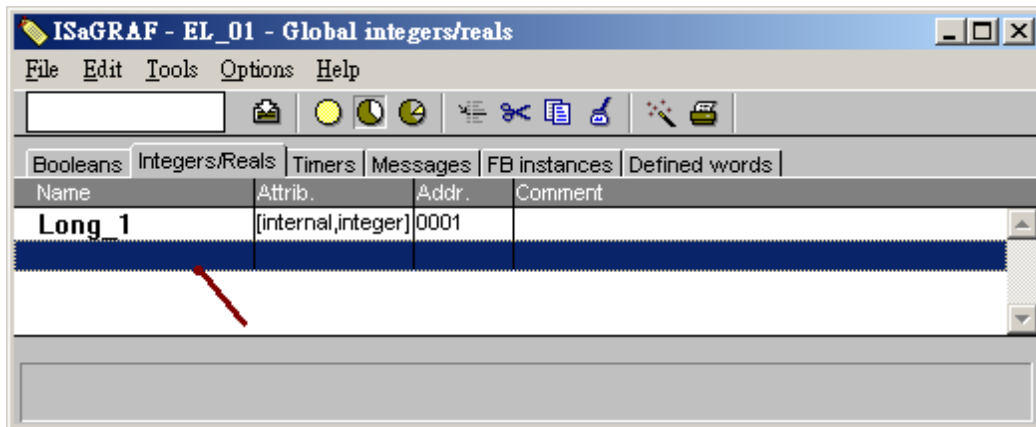 ISaGRAF - EL_01 - Global integers/reals
File Edit Tools Options Help
Booleans Integers/Reals Timers Messages FB instances Defined words
Name Attrib. Addr. Comment
Long_1 [internal,integer] 0001